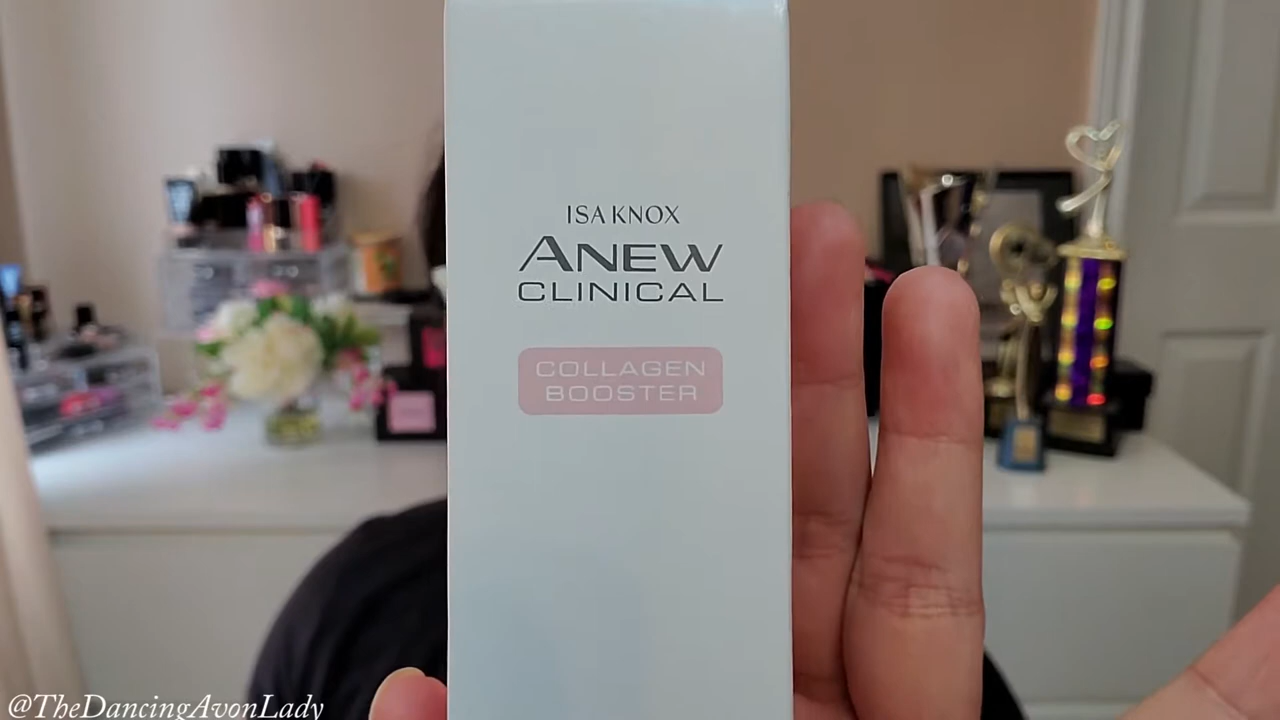 ISA KNOX
ANEW
CLINICAL
COLLAGEN
BOOSTER
@TheDancingAvonLady